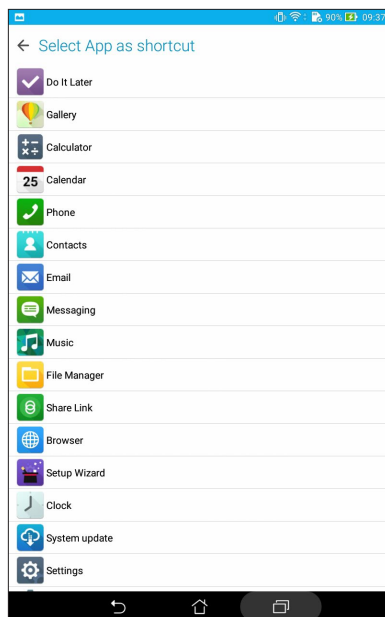 90% 09:37
Select App as shortcut
Do It Later
Gallery
Calculator
25 Calendar
Phone
Contacts
Email
Messaging
Music
File Manager
Share Link
Browser
Setup Wizard
Clock
System update
Settings